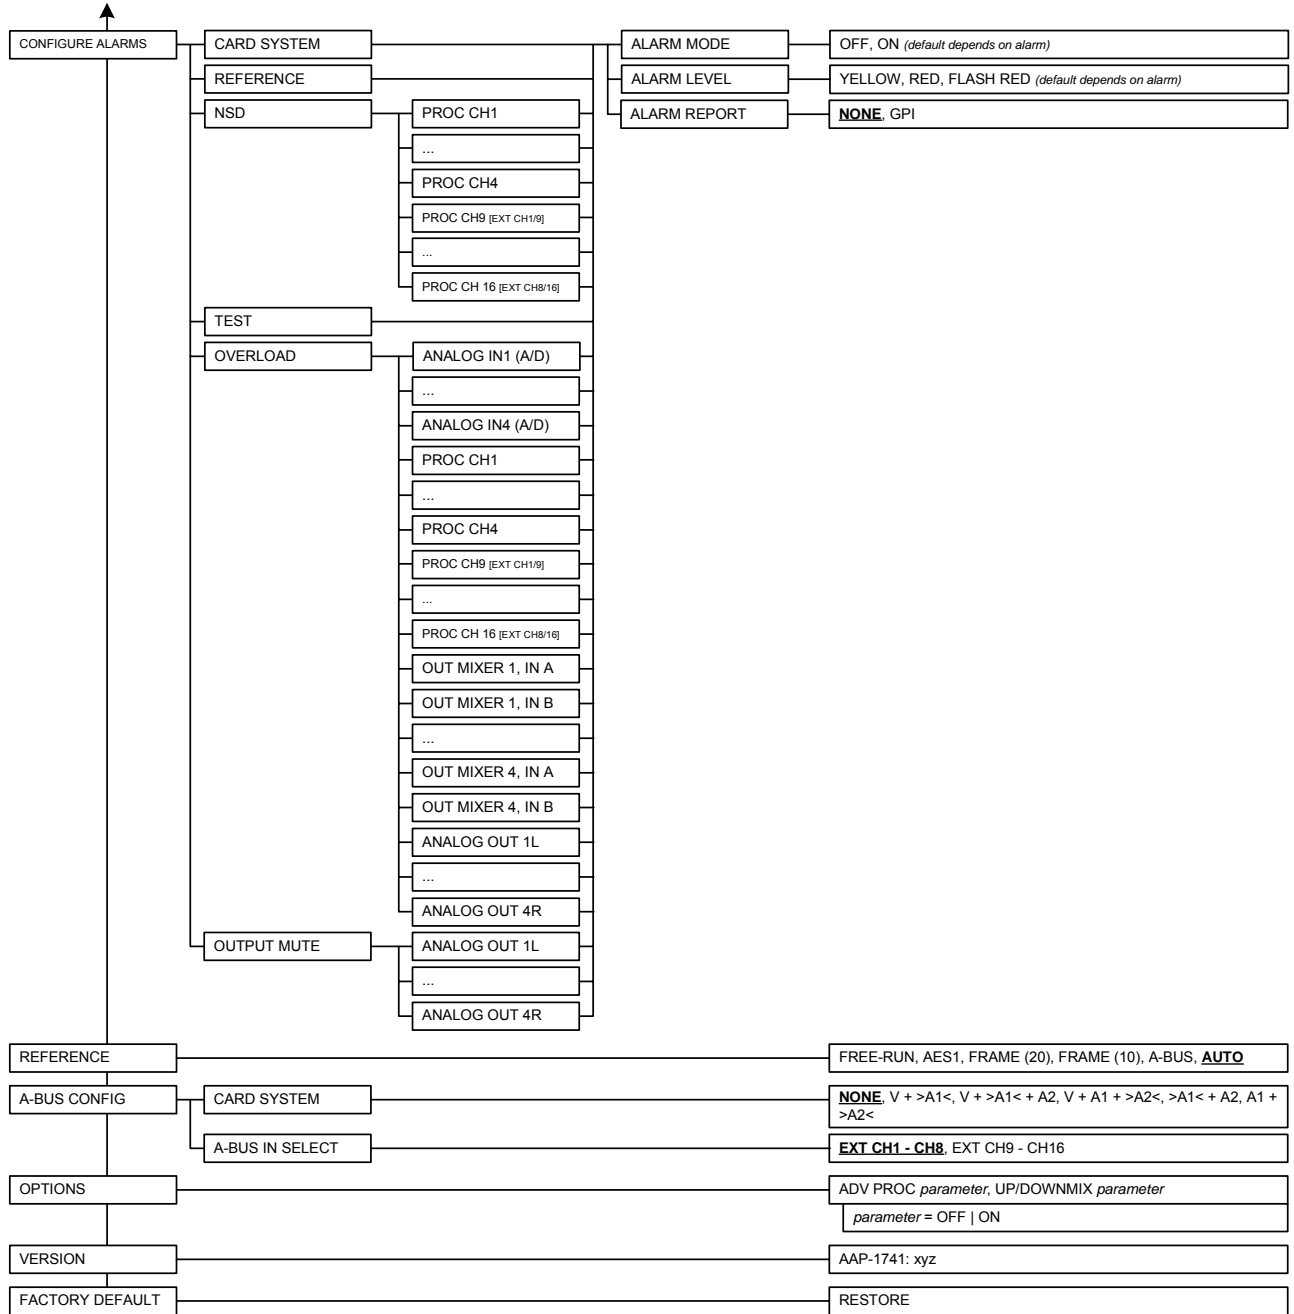 CONFIGURE ALARMS
CARD SYSTEM
ALARM MODE
OFF, ON (default depends on alarm)
REFERENCE
ALARM LEVEL
YELLOW, RED, FLASH RED (default depends on alarm)
NSD
PROC CH1
ALARM REPORT
NONE, GPI
...
PROC CH4
PROC CH9 [EXT CH1/9]
...
PROC CH 16 [EXT CH8/16]
TEST
OVERLOAD
ANALOG IN1 (A/D)
...
ANALOG IN4 (A/D)
PROC CH1
...
PROC CH4
PROC CH9 [EXT CH1/9]
...
PROC CH 16 [EXT CH8/16]
OUT MIXER 1, IN A
OUT MIXER 1, IN B
...
OUT MIXER 4, IN A
OUT MIXER 4, IN B
ANALOG OUT 1L
...
ANALOG OUT 4R
OUTPUT MUTE
ANALOG OUT 1L
...
ANALOG OUT 4R
REFERENCE
FREE-RUN, AES1, FRAME (20), FRAME (10), A-BUS, AUTO
A-BUS CONFIG
CARD SYSTEM
NONE, V + >A1<, V + >A1< + A2, V + A1 + >A2<, >A1< + A2, A1 +
>A2<
A-BUS IN SELECT
EXT CH1 - CH8, EXT CH9 - CH16
OPTIONS
ADV PROC parameter, UP/DOWNMIX parameter
parameter = OFF | ON
VERSION
AAP-1741: xyz
FACTORY DEFAULT
RESTORE